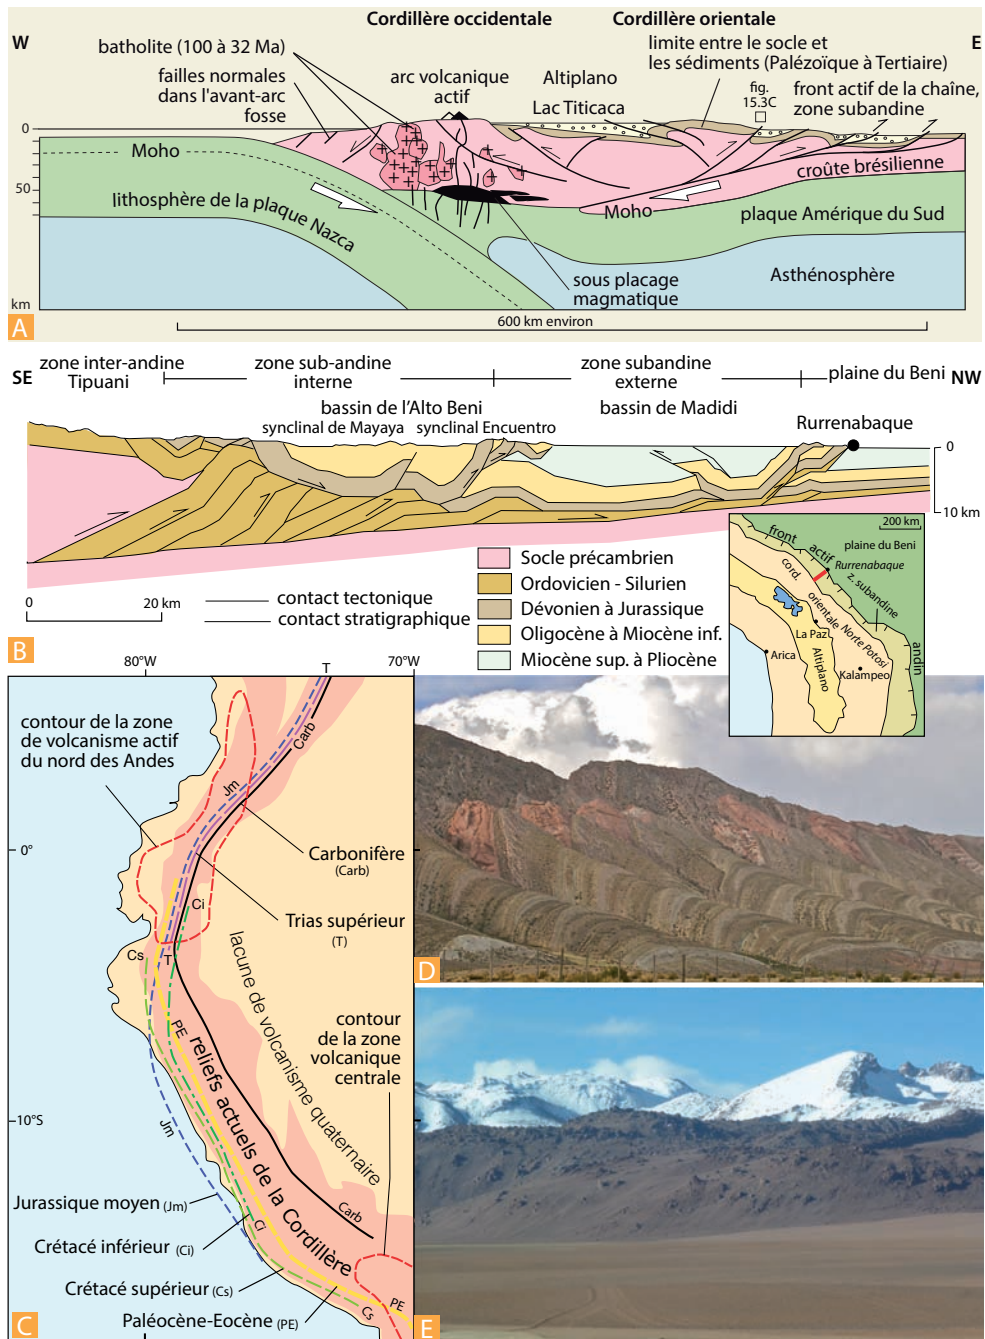 Cordillère occidentale
Cordillère orientale
W
E
batholite (100 à 32 Ma)
limite entre le socle et
les sédiments (Palézoïque à Tertiaire)
failles normales
dans l'avant-arc
fosse
arc volcanique
actif
Altiplano
Lac Titicaca
fig.
15.3C
front actif de la chaîne,
zone subandine
0
50
km
Moho
croûte brésilienne
lithosphère de la plaque Nazca
Moho
plaque Amérique du Sud
sous placage
magmatique
Asthénosphère
600 km environ
A
SE
zone inter-andine
Tipuani
zone sub-andine
interne
zone subandine
externe
plaine du Beni
NW
bassin de l'Alto Beni
bassin de Madidi
synclinal de Mayaya
synclinal Encuentro
Rurrenabaque
0
10 km
0
20 km
contact tectonique
contact stratigraphique
Socle précambrien
Ordovicien - Silurien
Dévonien à Jurassique
Oligocène à Miocène inf.
Miocène sup. à Pliocène
B
200 km
front
actif
plaine du Beni
Rurrenabaque
cord.
orientale
z. subandine
Norte Potosi
La Paz
Arica
Altiplano
Kalampeo
andin
80°W
70°W
T
contour de la zone
de volcanisme actif
du nord des Andes
Carb
Jm
0°
Carbonifère
(Carb)
Ci
Trias supérieur
(T)
Cs
T
PE
lacune de volcanisme quaternaire
contour
de la zone
volcanique
centrale
reliefs actuels de la Cordillère
10°S
Jm
Carb
Jurassique moyen (Jm)
Ci
Crétacé inférieur (Ci)
Crétacé supérieur (Cs)
Cs
PE
Paléocène-Eocène (PE)
C
D
E